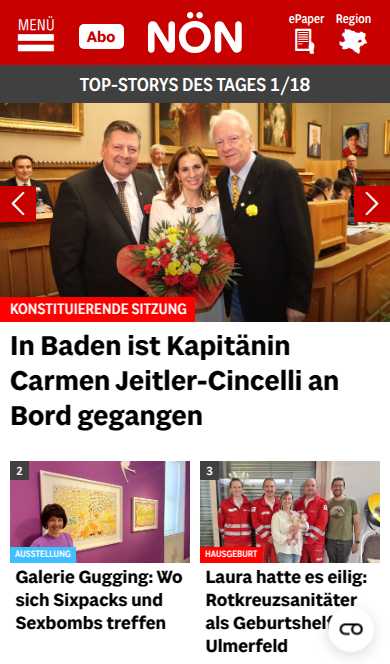 MENÜ
Abo
NÖN
ePaper
Region
TOP-STORYS DES TAGES 1/18
KONSTITUIERENDE SITZUNG
In Baden ist Kapitänin
Carmen Jeitler-Cincelli an
Bord gegangen
2
AUSSTELLUNG
Galerie Gugging: Wo
sich Sixpacks und
Sexbombs treffen
3
HAUSGEBURT
Laura hatte es eilig:
Rotkreuzsanitäter
als Geburtshelf
Ulmerfeld